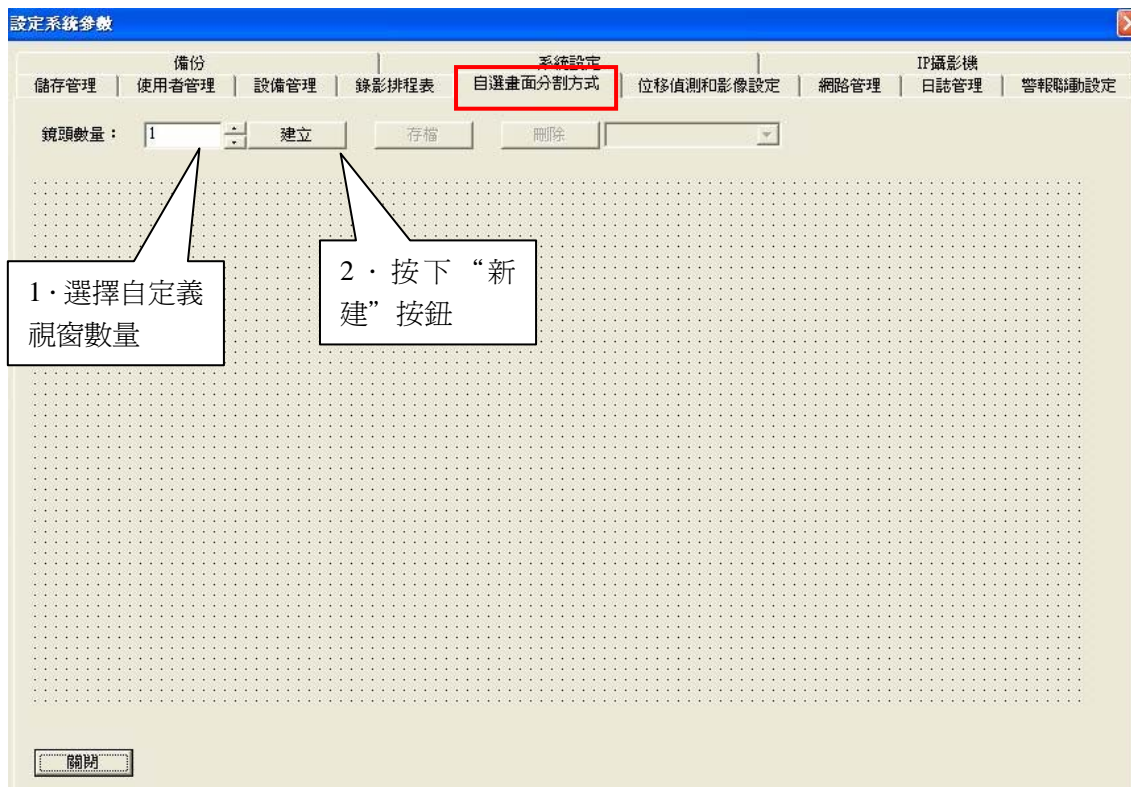 設定系統參數
備份 系統設定 IP攝影機
儲存管理 使用者管理 設備管理 錄影排程表 自選畫面分割方式 位移偵測和影像設定 網路管理 日誌管理 警報聯動設定
鏡頭數量： 1 建立 存檔 刪除
1．選擇自定義
視窗數量
2．按下“新
建”按鈕
關閉